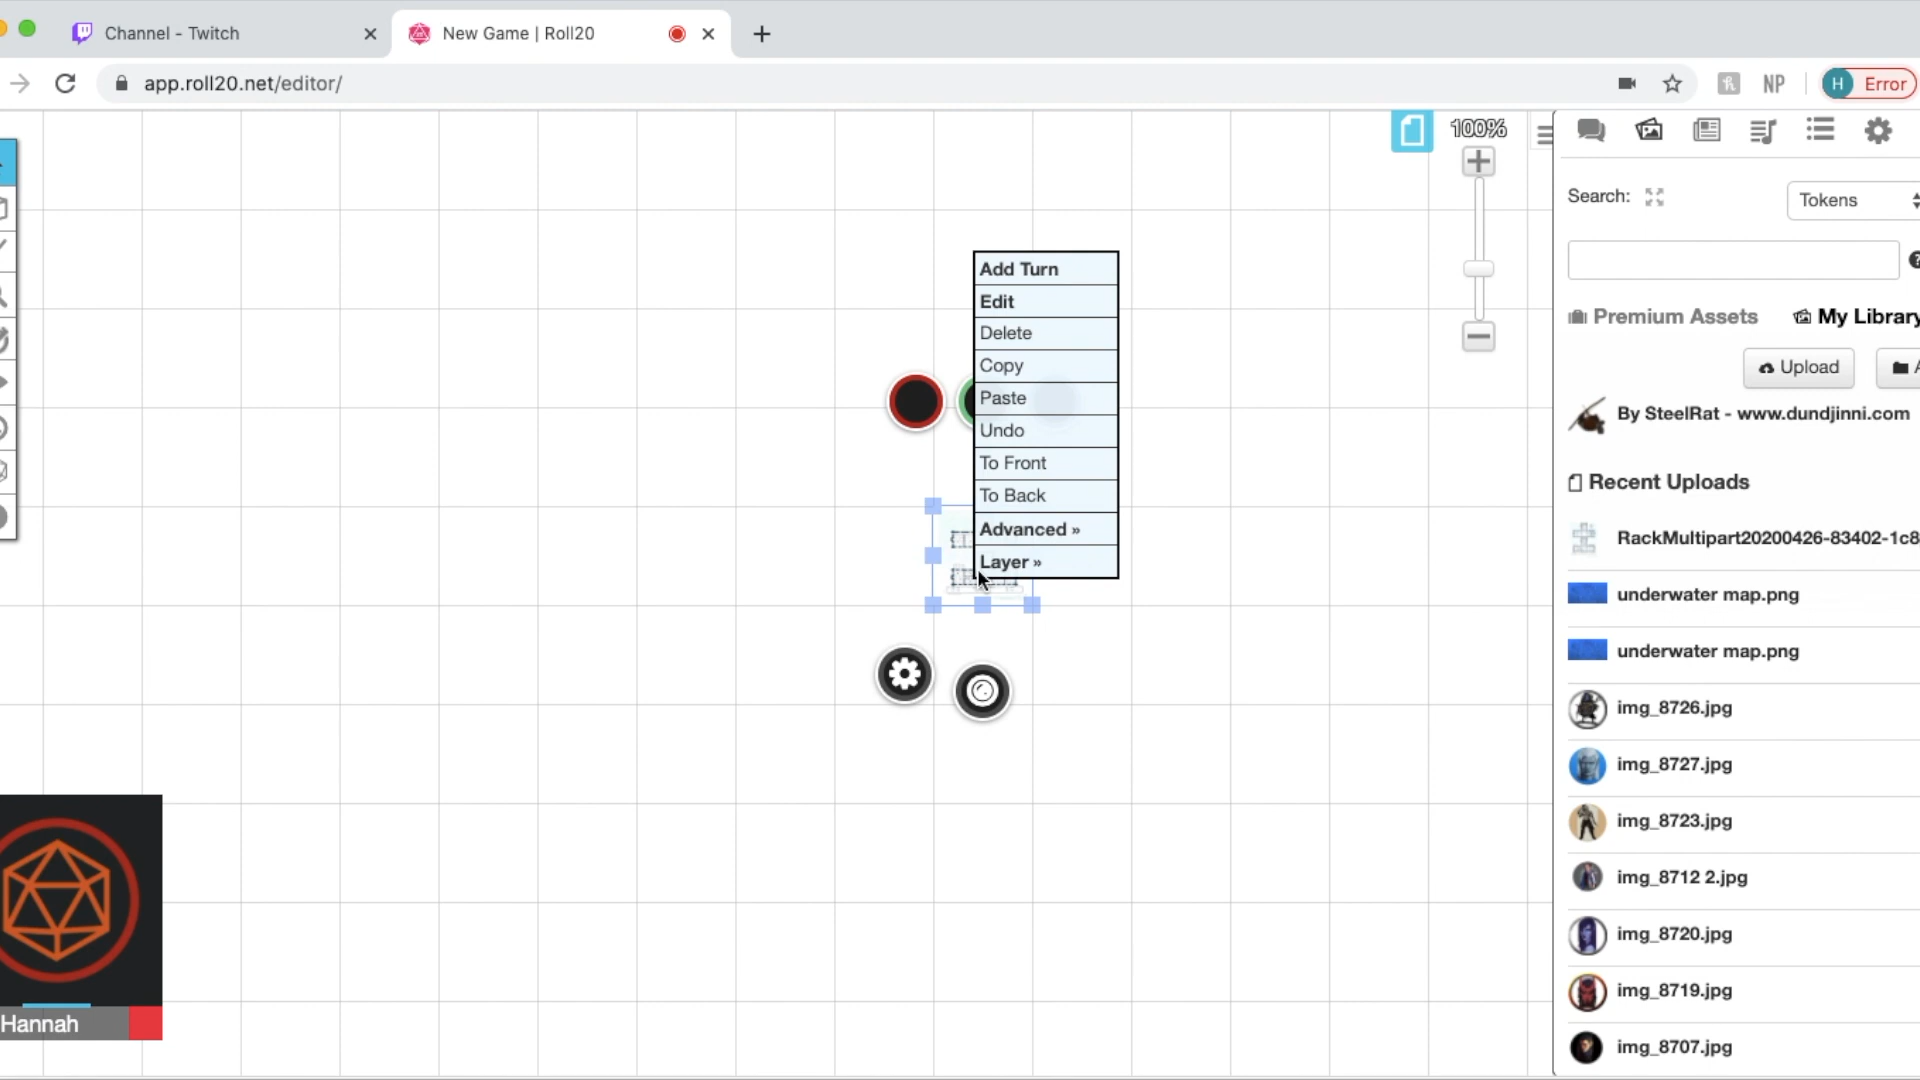 Channel - Twitch
New Game | Roll20
app.roll20.net/editor/
NP
H Error
100%
Search:
Tokens
Premium Assets
My Library
Upload
By SteelRat - www.dundjinni.com
Recent Uploads
RackMultipart20200426-83402-1c8
underwater map.png
underwater map.png
img_8726.jpg
img_8727.jpg
img_8723.jpg
img_8712 2.jpg
img_8720.jpg
img_8719.jpg
img_8707.jpg
Add Turn
Edit
Delete
Copy
Paste
Undo
To Front
To Back
Advanced »
Layer »
Hannah